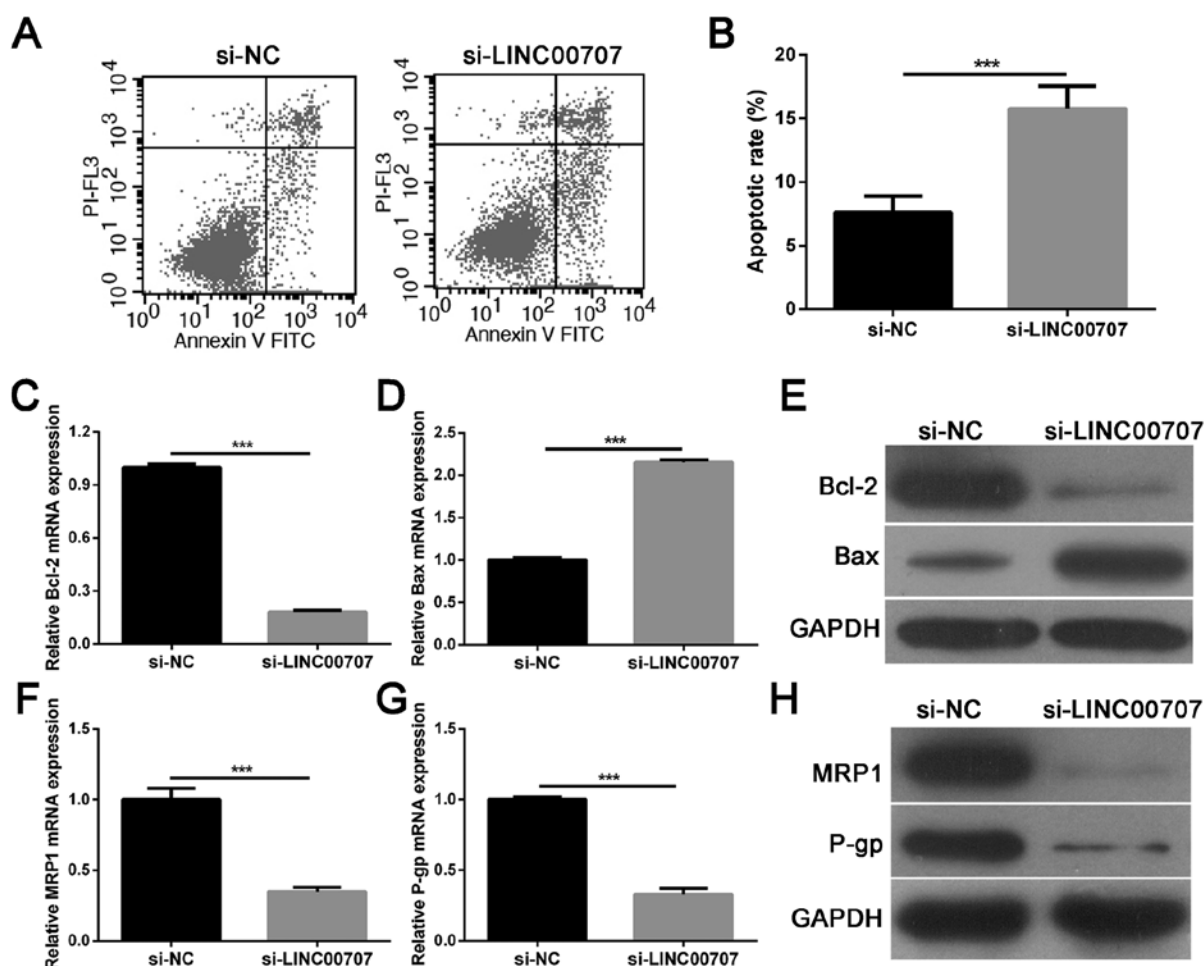 A
si-NC
si-LINC00707
PI-FL3
10^0 10^1 10^2 10^3 10^4
10^0 10^1 10^2 10^3 10^4
Annexin V FITC
PI-FL3
10^0 10^1 10^2 10^3 10^4
10^0 10^1 10^2 10^3 10^4
Annexin V FITC
B
Apoptotic rate (%)
20
15
10
5
0
***
si-NC si-LINC00707
C
Relative Bcl-2 mRNA expression
1.2
0.9
0.6
0.3
0.0
***
si-NC si-LINC00707
D
Relative Bax mRNA expression
2.5
2.0
1.5
1.0
0.5
0.0
***
si-NC si-LINC00707
E
si-NC si-LINC00707
Bcl-2
Bax
GAPDH
F
Relative MRP1 mRNA expression
1.5
1.0
0.5
0.0
***
si-NC si-LINC00707
G
Relative P-gp mRNA expression
1.5
1.0
0.5
0.0
***
si-NC si-LINC00707
H
si-NC si-LINC00707
MRP1
P-gp
GAPDH